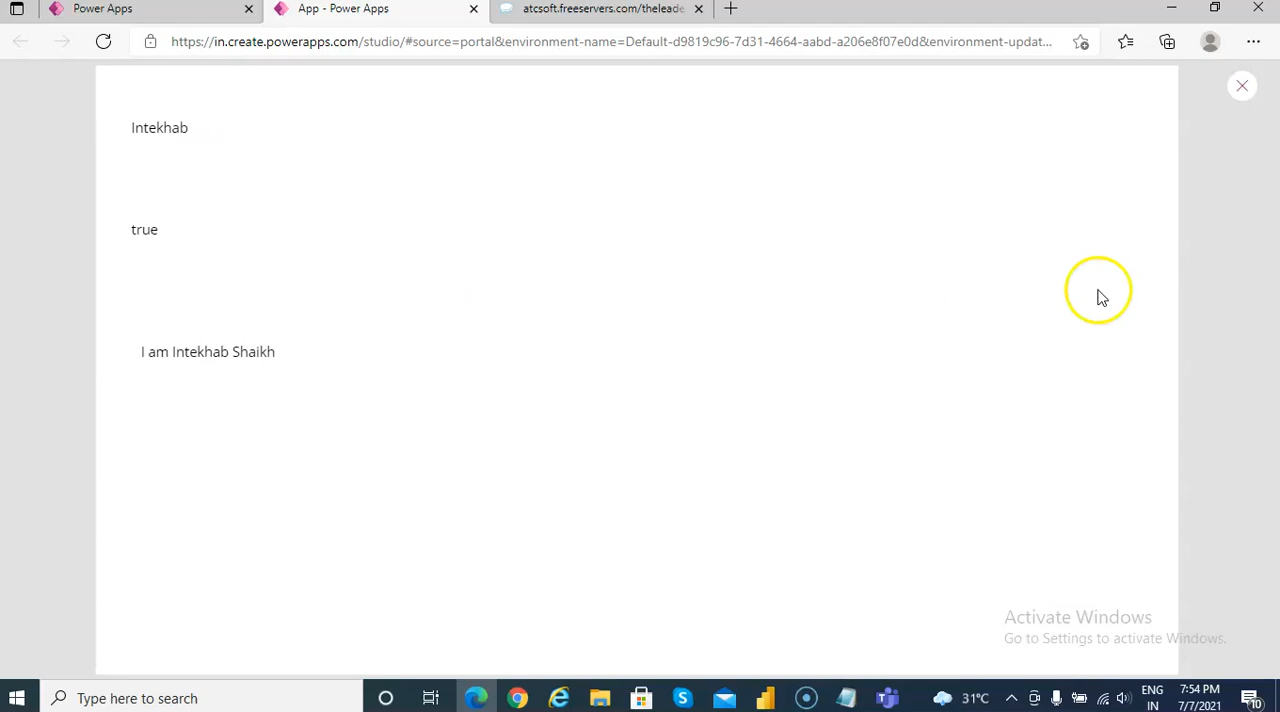 Power Apps
App - Power Apps
atcsoft.freeservers.com/theleade
https://in.create.powerapps.com/studio/#source=portal&environment-name=Default-d9819c96-7d31-4664-aabd-a206e8f07e0d&environment-updat...
Intekhab
true
I am Intekhab Shaikh
Activate Windows
Go to Settings to activate Windows.
Type here to search
31°C
ENG
IN
7:54 PM
7/7/2021
10